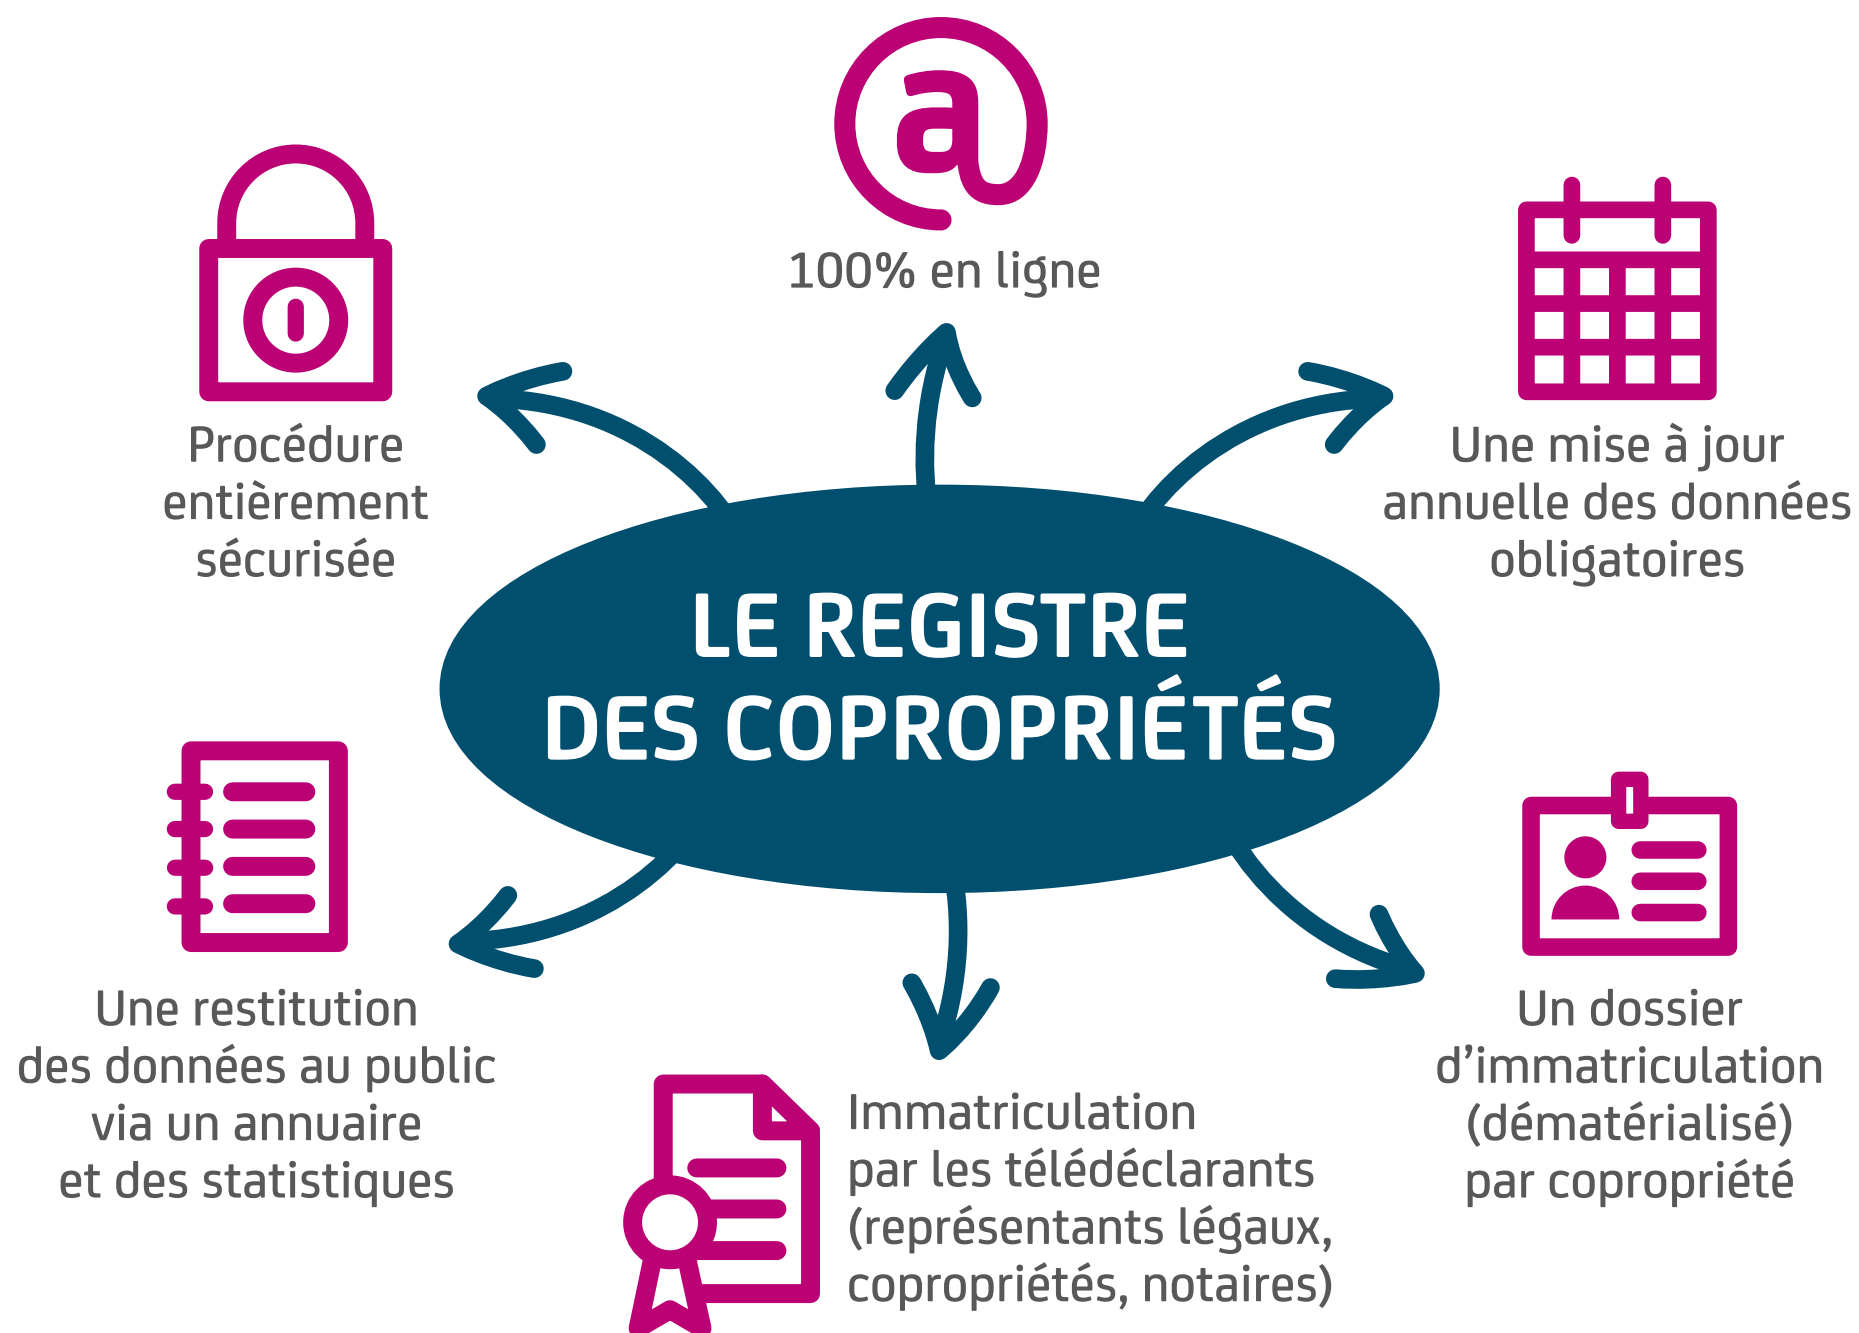 100% en ligne
Procédure
entièrement
sécurisée
Une mise à jour
annuelle des données
obligatoires
LE REGISTRE
DES COPROPRIÉTÉS
Une restitution
des données au public
via un annuaire
et des statistiques
Immatriculation
par les télédéclarants
(représentants légaux,
copropriétés, notaires)
Un dossier
d’immatriculation
(dématérialisé)
par copropriété